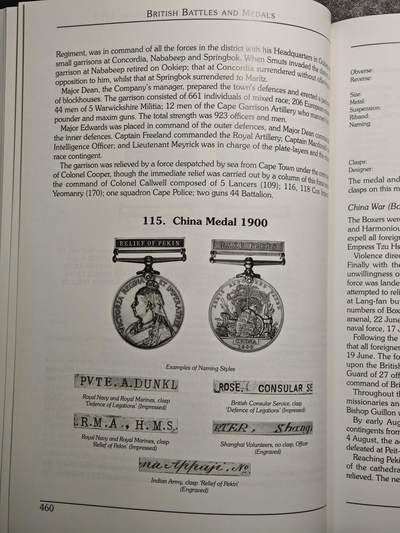 BRITISH BATTLES AND MEDALS
Regiment, was in command of all the forces in the district with his Headquarters in
small garrisons at Concordia, Nababeep and Springbok. When Smuts invaded the
garrison at Nababeep retired on Ookiep; that at Concordia surrendered without
opposition to him, whilst that at Springbok surrendered to Maritz.
Major Dean, the Company's manager, prepared the town's defences and erected a
of blockhouses. The garrison consisted of 661 individuals of mixed race; 206
44 men of 5 Warwickshire Militia; 12 men of the Cape Garrison Artillery who
pounder and maxim guns. The total strength was 923 officers and men.
Major Edwards was placed in command of the outer defences, and Major Dean
the inner defences. Captain Freeland commanded the Royal Artillery; Captain
Intelligence Officer; and Lieutenant Meyrick was in charge of the plate-layers and the
race contingent.
The garrison was relieved by a force despatched by sea from Cape Town under the
of Colonel Cooper, though the immediate relief was carried out by a column of this force
the command of Colonel Callwell composed of 5 Lancers (109); 116, 118
Yeomanry (170); one squadron Cape Police; two guns 44 Battalion.
115. China Medal 1900
RELIEF OF PEKIN
CHINA
1900
Examples of Naming Styles
PVTE. A. DUNKL
Royal Navy and Royal Marines, clasp
'Defence of Legations' (Impressed)
ROSE. CONSULAR SE
British Consular Service, clasp
'Defence of Legations' (Impressed)
.R.M.A., H.M.S.
Royal Navy and Royal Marines, clasp
'Relief of Pekin' (Impressed)
Shang
Shanghai Volunteers, no clasp, Officer
(Engraved)
Appaji, No
Indian Army, clasp 'Relief of Pekin'
(Engraved)
460
Obverse:
Reverse:
Size:
Metal:
Suspension:
Riband:
Naming:
Clasps:
Designer:
The medal and
clasps on this m
China War (Bo
The Boxers were
and Harmoniou
expel all foreign
Empress Tzu Hs
Violence direc
Finally with the
unwillingness o
force was lande
attempted to reli
at Lang-fan bu
numbers of Box
arsenal, 22 June
naval force, 17 J
Following the
that all foreigne
19 June. The fo
upon the British
Guard of 27 off
command of Bri
Throughout th
missionaries an
Bishop Guillon w
By early Aug
contingents from
4 August, the a
defeated at Peit-
Reaching Peki
of the cathedra
relieved. The ne